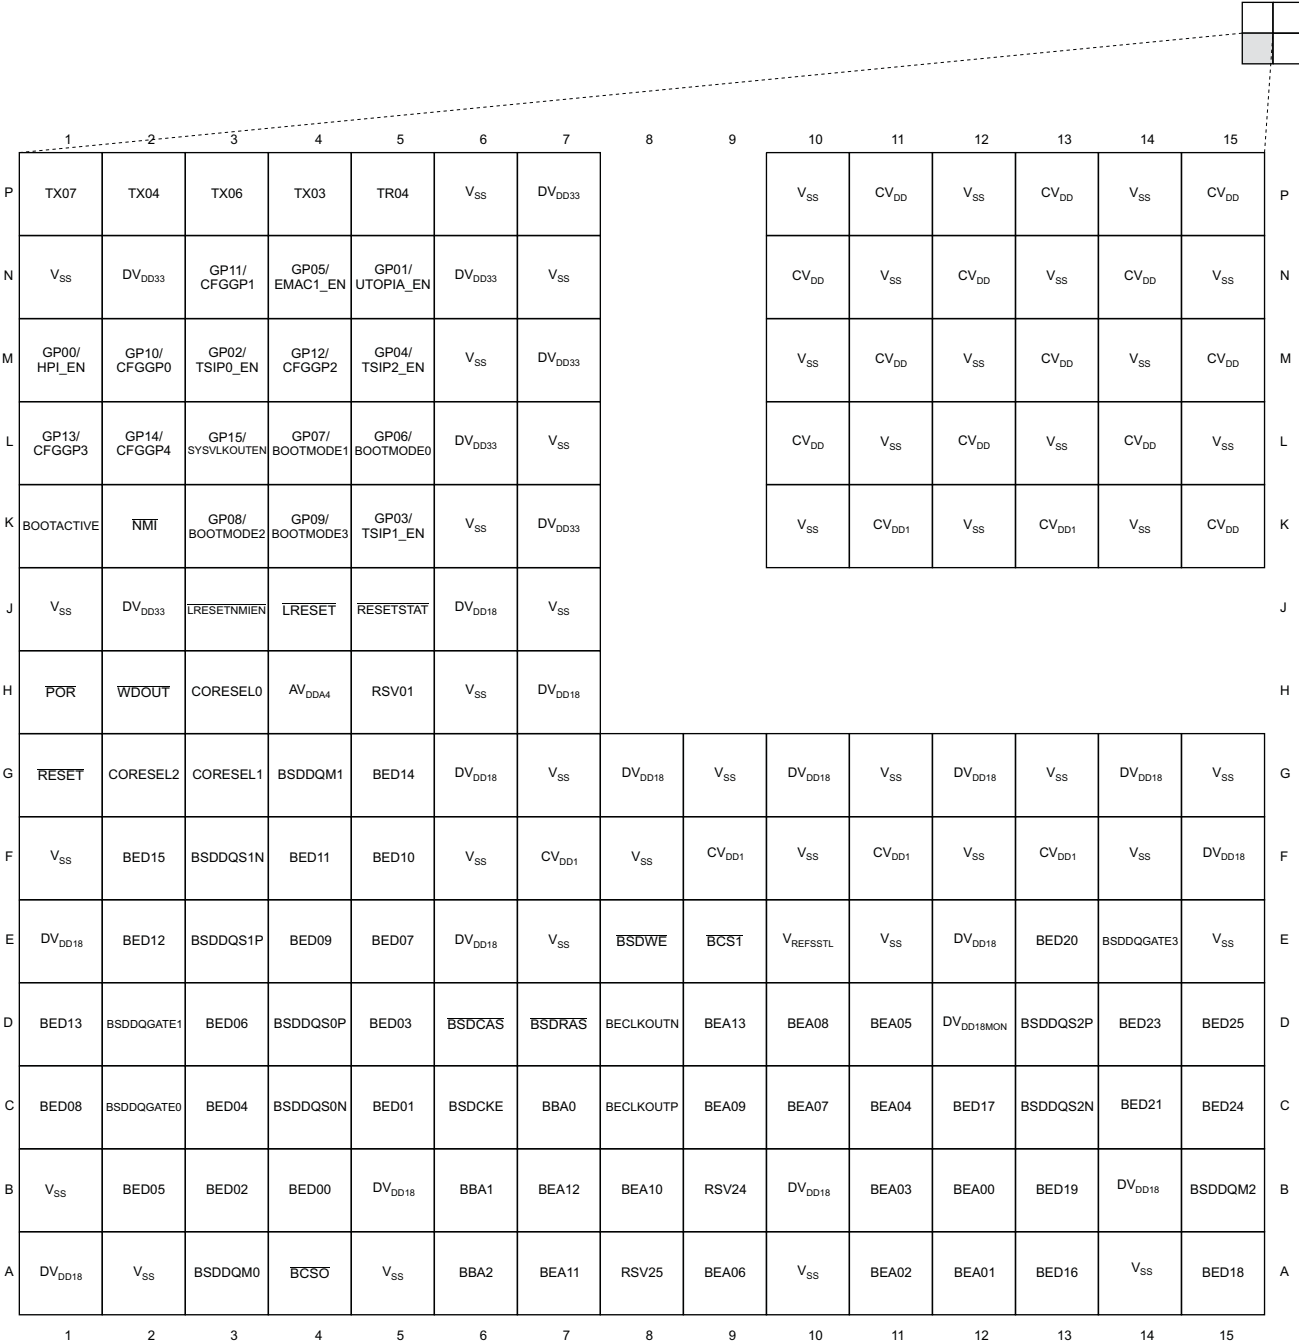 1 2 3 4 5 6 7 8 9 10 11 12 13 14 15
P TX07 TX04 TX06 TX03 TR04 VSS DVDD33 VSS CVDD VSS CVDD VSS CVDD P
N VSS DVDD33 GP11/ CFGGP1 GP05/ EMAC1_EN GP01/ UTOPIA_EN DVDD33 VSS CVDD VSS CVDD VSS CVDD VSS N
M GP00/ HPI_EN GP10/ CFGGP0 GP02/ TSIP0_EN GP12/ CFGGP2 GP04/ TSIP2_EN VSS DVDD33 VSS CVDD VSS CVDD VSS CVDD M
L GP13/ CFGGP3 GP14/ CFGGP4 GP15/ SYSVLKOUTEN GP07/ BOOTMODE1 GP06/ BOOTMODE0 DVDD33 VSS CVDD VSS CVDD VSS CVDD VSS L
K BOOTACTIVE NMI GP08/ BOOTMODE2 GP09/ BOOTMODE3 GP03/ TSIP1_EN VSS DVDD33 VSS CVDD1 VSS CVDD1 VSS CVDD K
J VSS DVDD33 LRESETNMIEN LRESET RESETSTAT DVDD18 VSS J
H POR WDOUT CORESEL0 AVDDA4 RSV01 VSS DVDD18 H
G RESET CORESEL2 CORESEL1 BSDDQM1 BED14 DVDD18 VSS DVDD18 VSS DVDD18 VSS DVDD18 VSS DVDD18 VSS G
F VSS BED15 BSDDQS1N BED11 BED10 VSS CVDD1 VSS CVDD1 VSS CVDD1 VSS CVDD1 VSS DVDD18 F
E DVDD18 BED12 BSDDQS1P BED09 BED07 DVDD18 VSS BSDWE BCS1 VREFSSTL VSS DVDD18 BED20 BSDDQGATE3 VSS E
D BED13 BSDDQGATE1 BED06 BSDDQS0P BED03 BSDCAS BSDRAS BECLKOUTN BEA13 BEA08 BEA05 DVDD18MON BSDDQS2P BED23 BED25 D
C BED08 BSDDQGATE0 BED04 BSDDQS0N BED01 BSDCKE BBA0 BECLKOUTP BEA09 BEA07 BEA04 BED17 BSDDQS2N BED21 BED24 C
B VSS BED05 BED02 BED00 DVDD18 BBA1 BEA12 BEA10 RSV24 DVDD18 BEA03 BEA00 BED19 DVDD18 BSDDQM2 B
A DVDD18 VSS BSDDQM0 BCSO VSS BBA2 BEA11 RSV25 BEA06 VSS BEA02 BEA01 BED16 VSS BED18 A
1 2 3 4 5 6 7 8 9 10 11 12 13 14 15